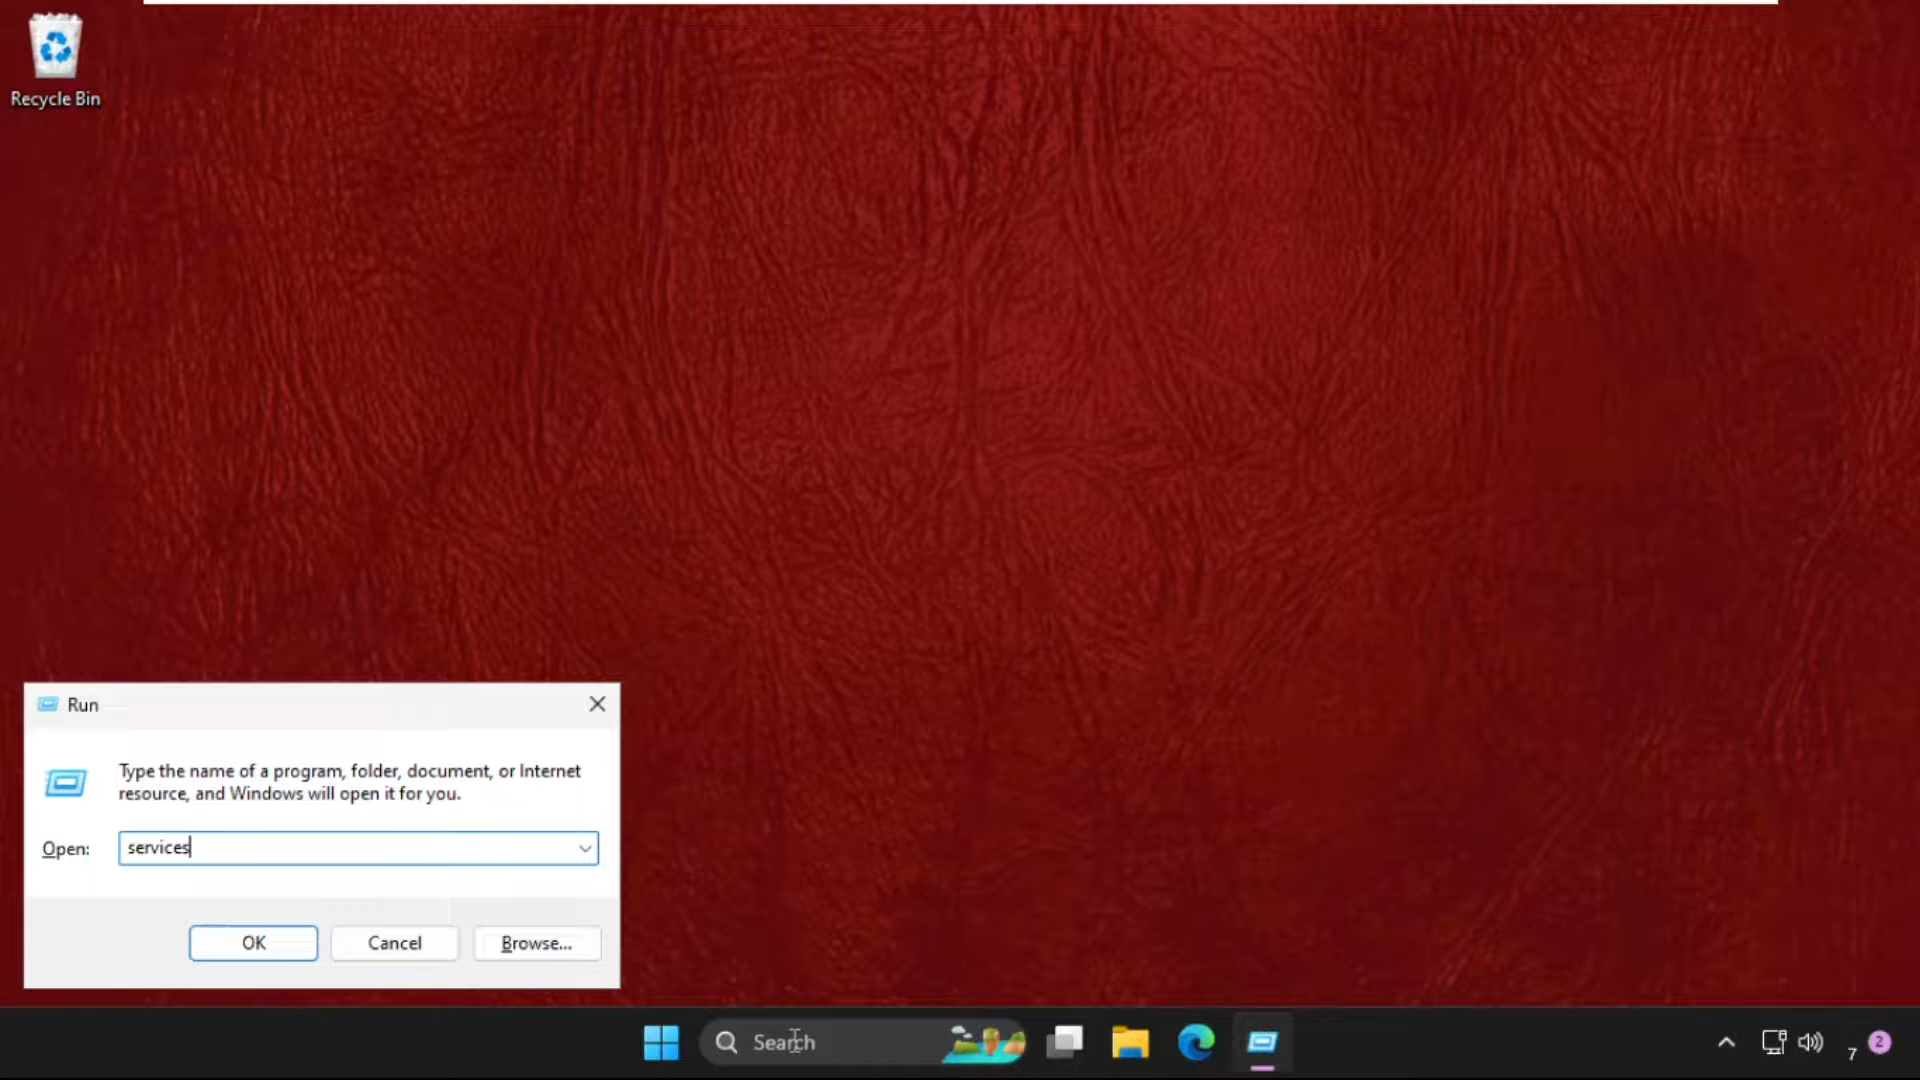 Recycle Bin
Run
Type the name of a program, folder, document, or Internet
resource, and Windows will open it for you.
Open:
services
OK
Cancel
Browse...
Search
7
2